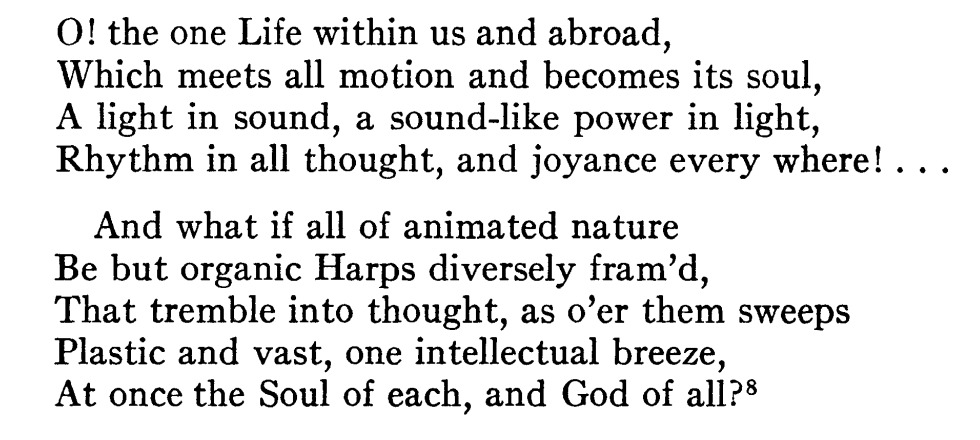 O! the one Life within us and abroad,
Which meets all motion and becomes its soul,
A light in sound, a sound-like power in light,
Rhythm in all thought, and joyance every where! . . .
And what if all of animated nature
Be but organic Harps diversely fram’d,
That tremble into thought, as o’er them sweeps
Plastic and vast, one intellectual breeze,
At once the Soul of each, and God of all?⁸